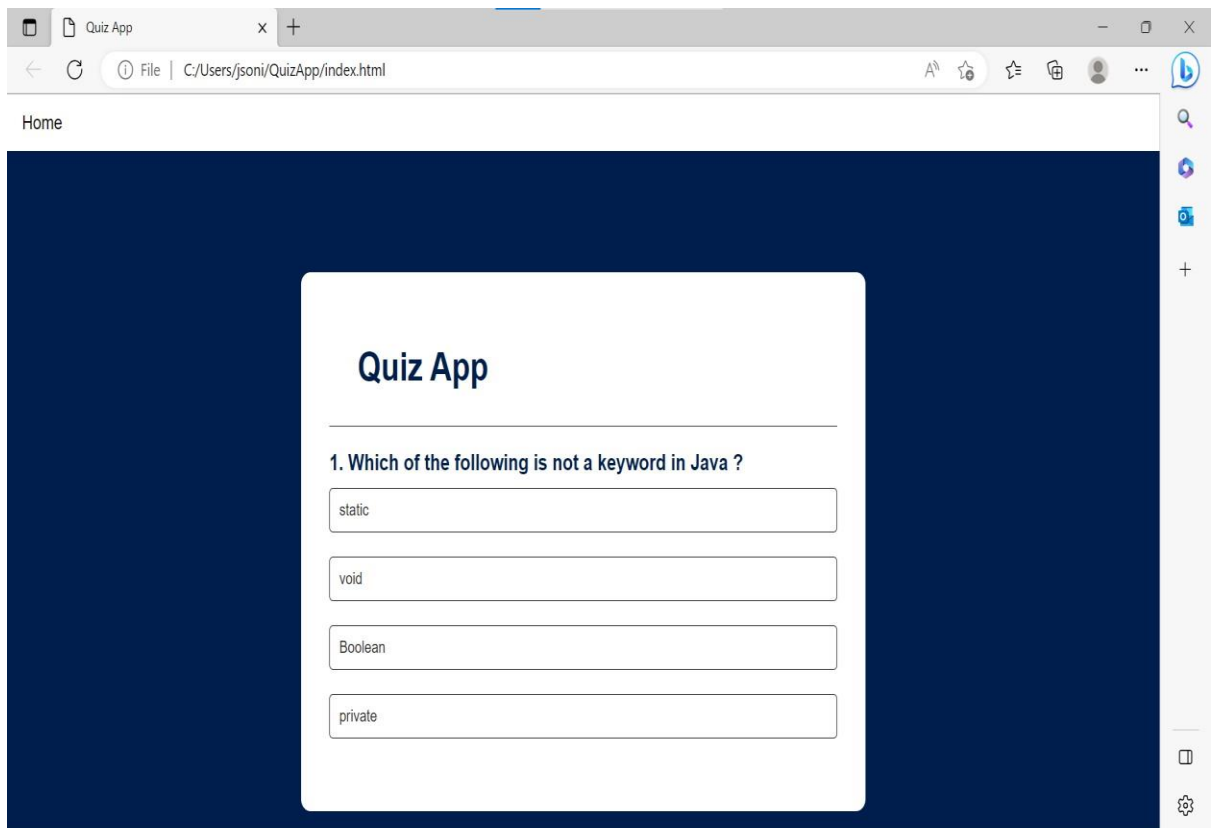 Quiz App
File | C:/Users/jsoni/QuizApp/index.html
Home
Quiz App
1. Which of the following is not a keyword in Java ?
static
void
Boolean
private